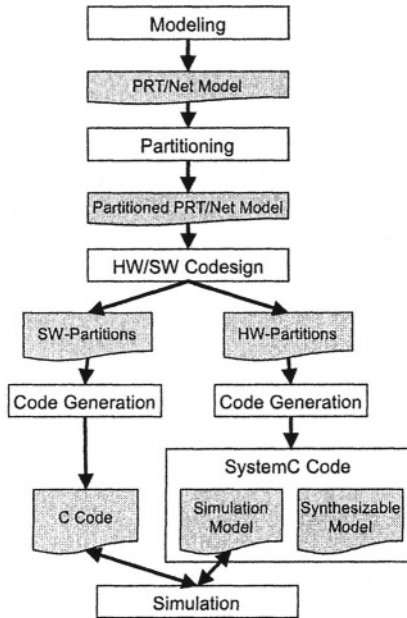 Modeling
PRT/Net Model
Partitioning
Partitioned PRT/Net Model
HW/SW Codesign
SW-Partitions
HW-Partitions
Code Generation
Code Generation
SystemC Code
C Code
Simulation
Model
Synthesizable
Model
Simulation